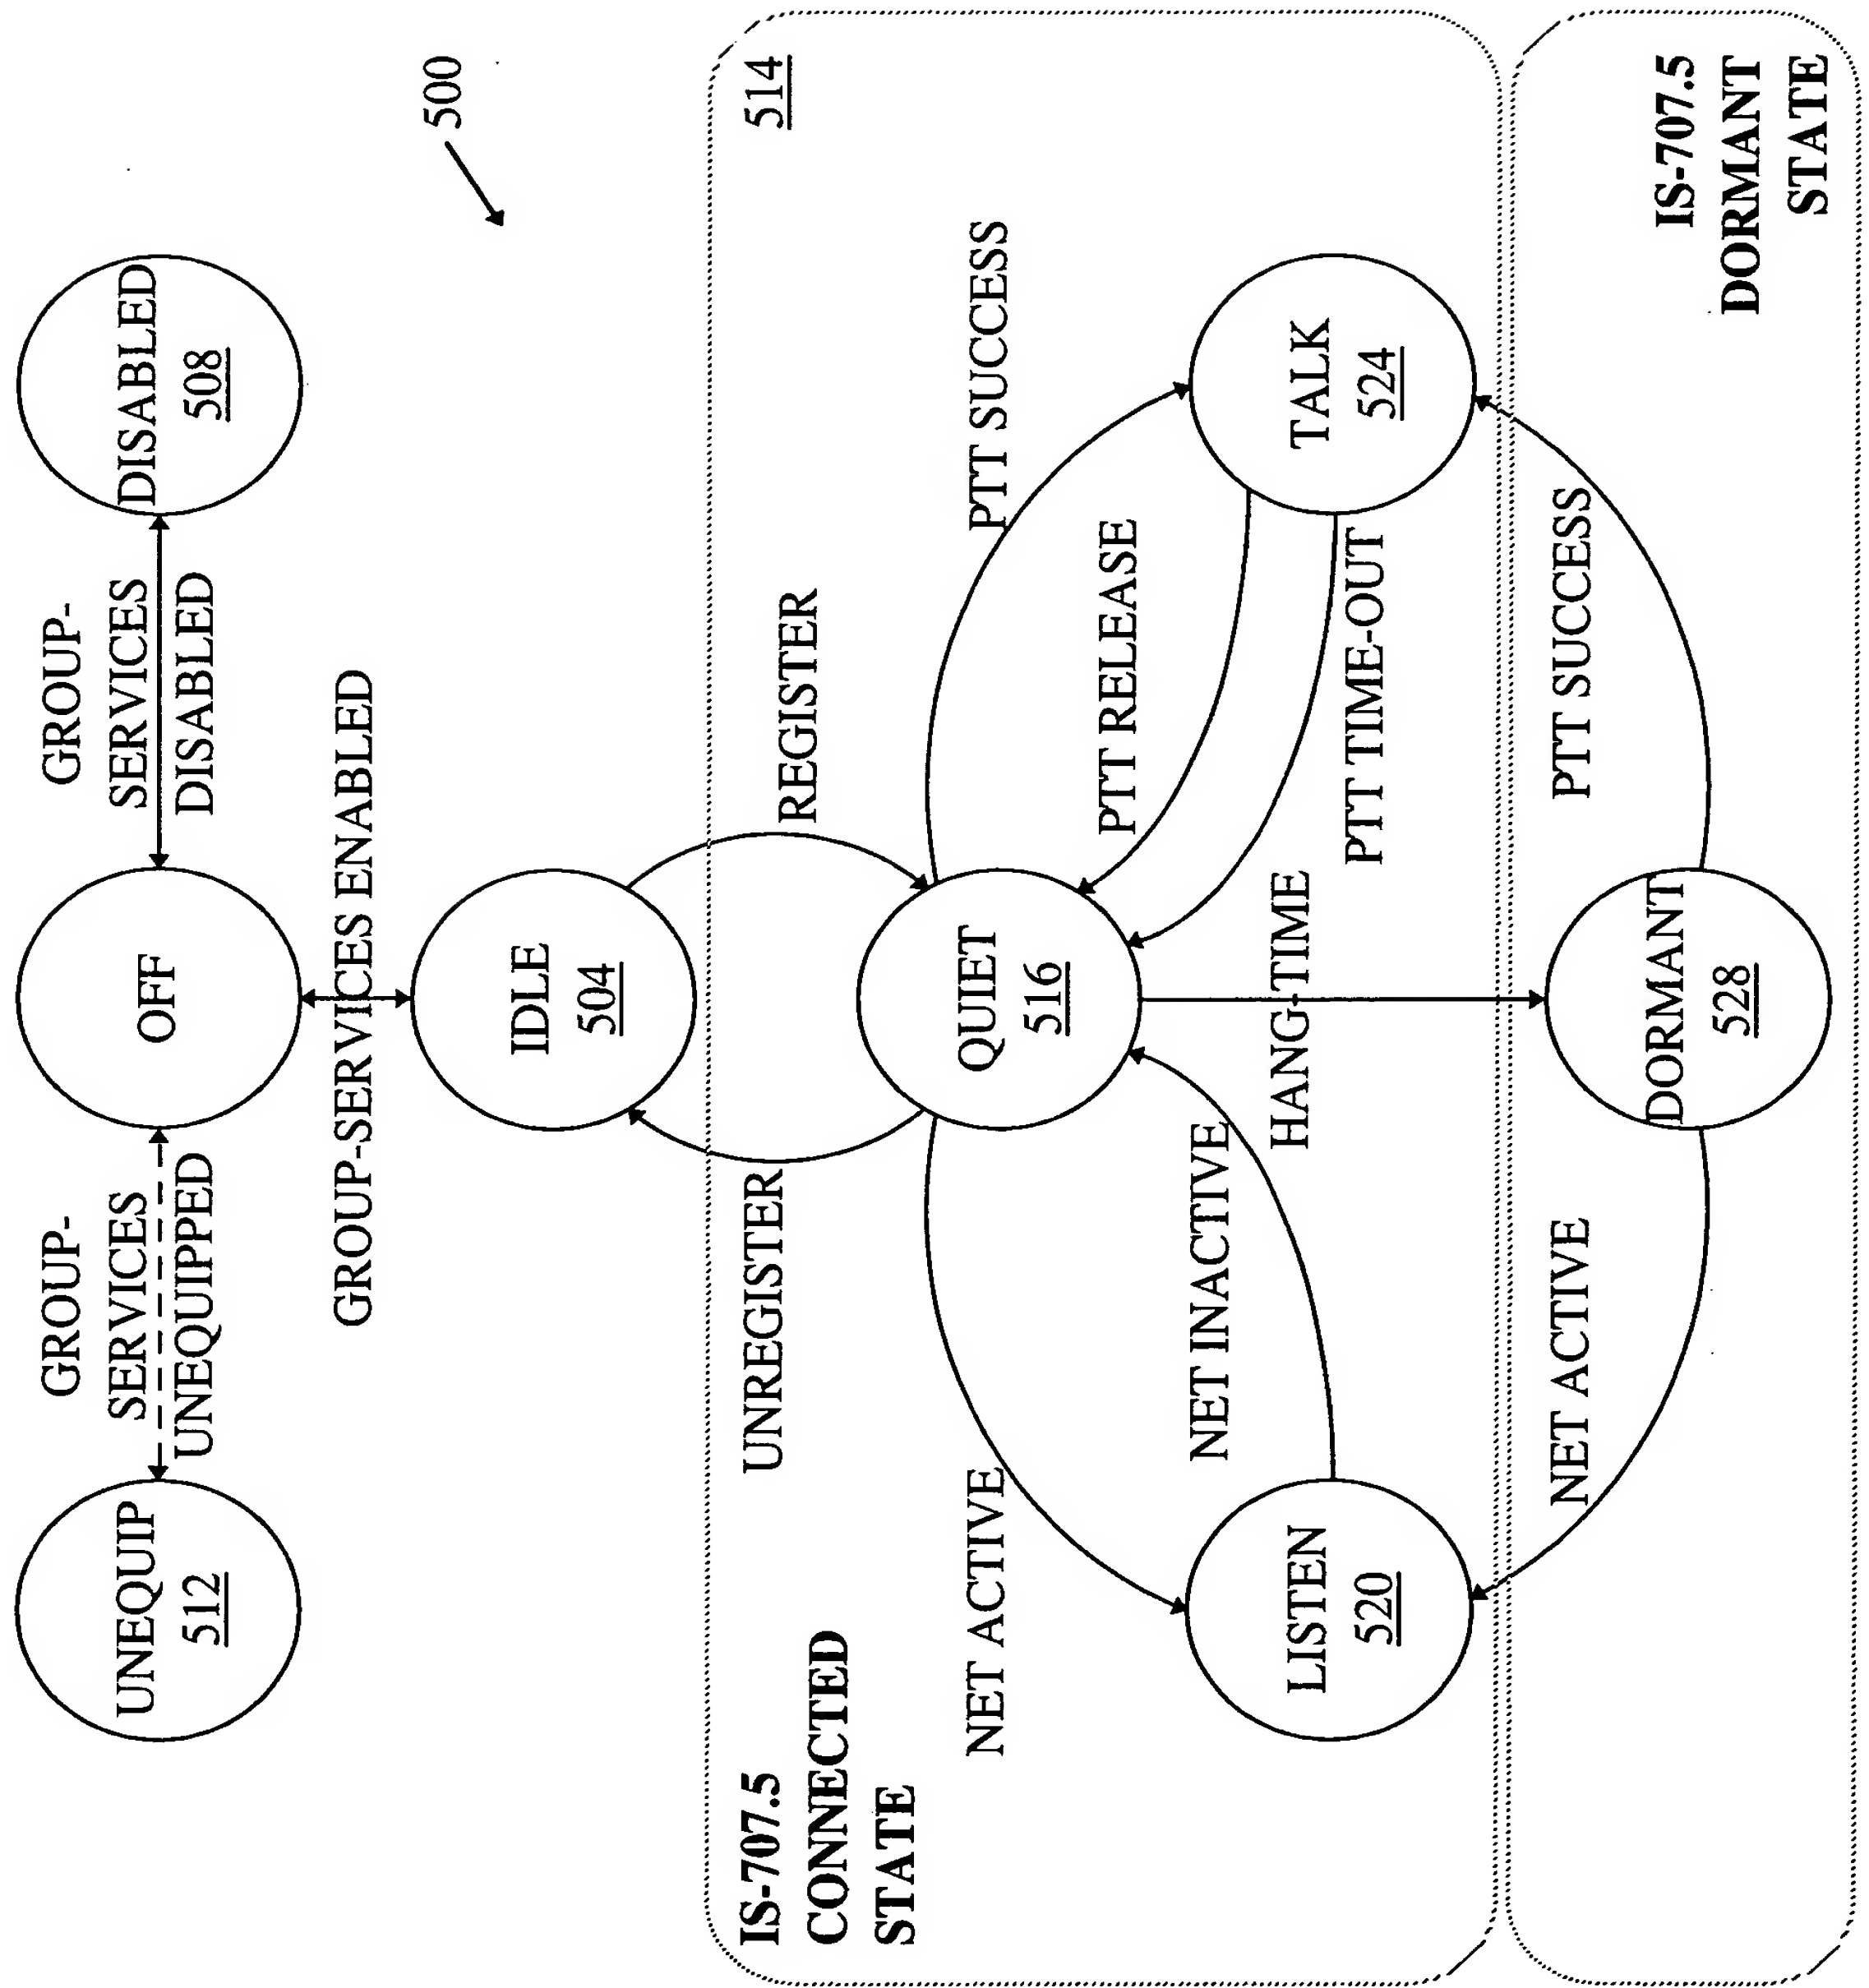 500
UNEQUIP
512
GROUP-
SERVICES
UNEQUIPPED
OFF
GROUP-
SERVICES
DISABLED
DISABLED
508
GROUP-SERVICES ENABLED
IDLE
504
IS-707.5
CONNECTED
STATE
514
UNREGISTER
REGISTER
QUIET
516
NET ACTIVE
PTT SUCCESS
NET INACTIVE
PTT RELEASE
HANG-TIME
PTT TIME-OUT
LISTEN
520
TALK
524
NET ACTIVE
PTT SUCCESS
DORMANT
528
IS-707.5
DORMANT
STATE